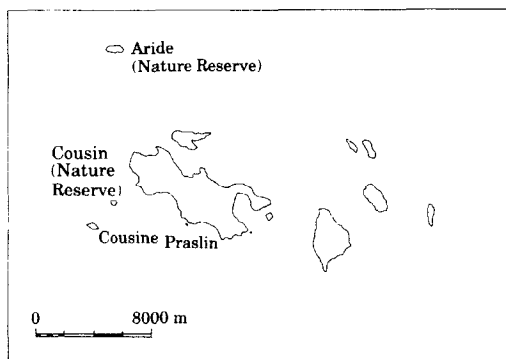 Aride
(Nature Reserve)
Cousin
(Nature
Reserve)
Cousine Praslin
0 8000 m